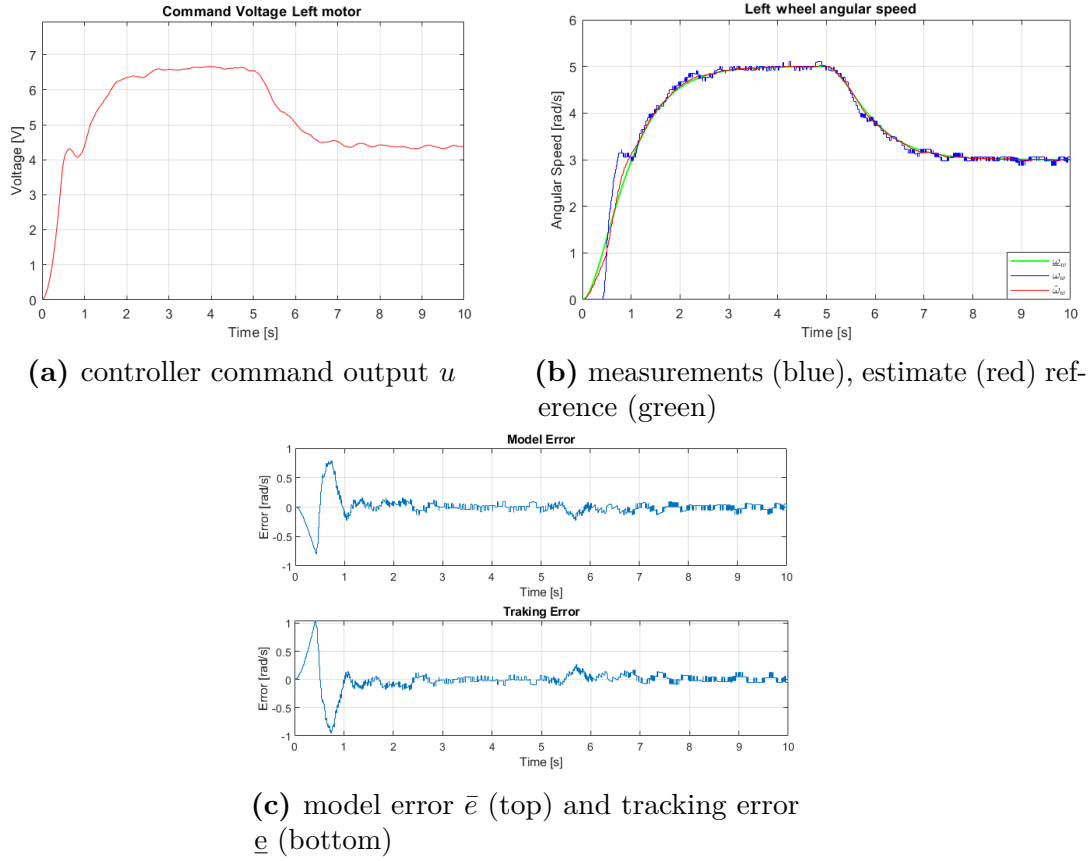 Command Voltage Left motor
Voltage [V]
7
6
5
4
3
2
1
0
0 1 2 3 4 5 6 7 8 9 10
Time [s]
Left wheel angular speed
Angular Speed [rad/s]
6
5
4
3
2
1
0
0 1 2 3 4 5 6 7 8 9 10
Time [s]
ω̲_w
ω_w
ω̂_w
(a) controller command output u
(b) measurements (blue), estimate (red) ref-
erence (green)
Model Error
Error [rad/s]
1
0.5
0
-0.5
-1
0 1 2 3 4 5 6 7 8 9 10
Time [s]
Traking Error
Error [rad/s]
1
0.5
0
-0.5
-1
0 1 2 3 4 5 6 7 8 9 10
Time [s]
(c) model error ē (top) and tracking error
e̲ (bottom)